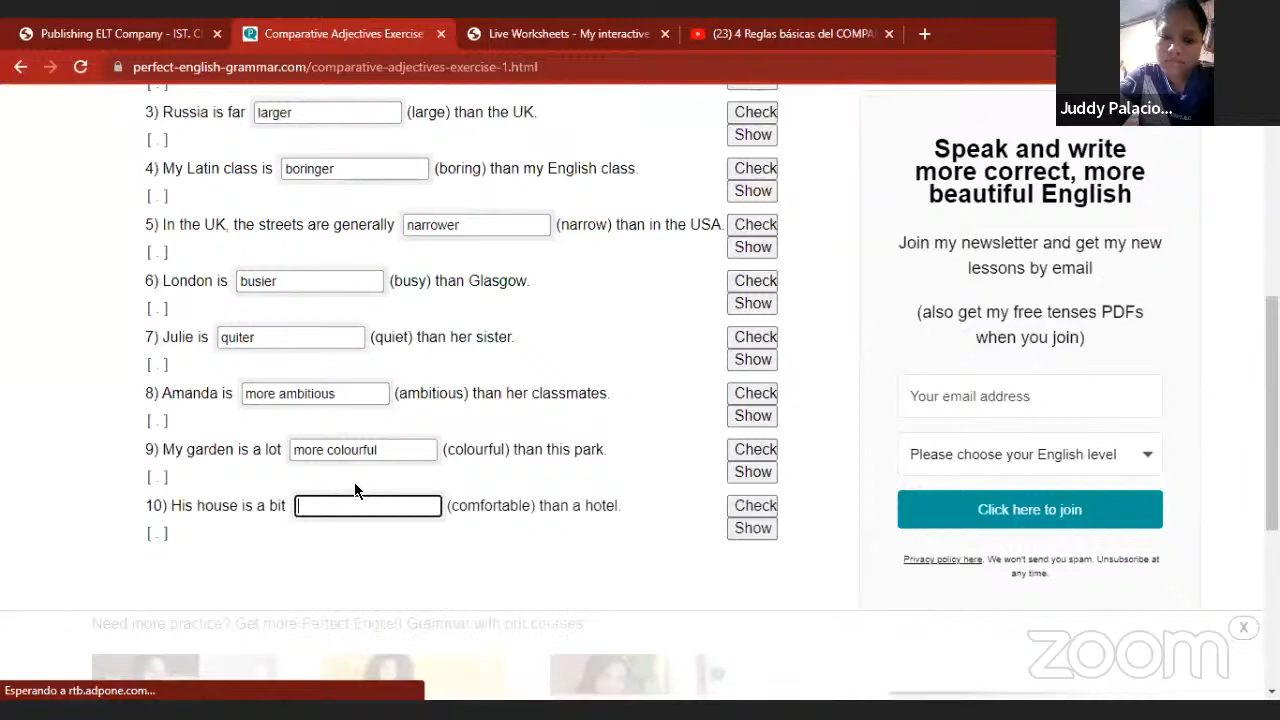 Publishing ELT Company - IST. C
Comparative Adjectives Exercise
Live Worksheets - My interactive
(23) 4 Reglas básicas del COMPA
perfect-english-grammar.com/comparative-adjectives-exercise-1.html
Juddy Palacio...
[ . ]
3) Russia is far larger (large) than the UK. Check
Show
[ . ]
4) My Latin class is boringer (boring) than my English class. Check
Show
[ . ]
5) In the UK, the streets are generally narrower (narrow) than in the USA. Check
Show
[ . ]
6) London is busier (busy) than Glasgow. Check
Show
[ . ]
7) Julie is quiter (quiet) than her sister. Check
Show
[ . ]
8) Amanda is more ambitious (ambitious) than her classmates. Check
Show
[ . ]
9) My garden is a lot more colourful (colourful) than this park. Check
Show
[ . ]
10) His house is a bit (comfortable) than a hotel. Check
Show
[ . ]
Speak and write
more correct, more
beautiful English
Join my newsletter and get my new
lessons by email
(also get my free tenses PDFs
when you join)
Your email address
Please choose your English level
Click here to join
Privacy policy here. We won't send you spam. Unsubscribe at
any time.
Need more practice? Get more Perfect English Grammar with our courses
X
zoom
Esperando a rtb.adpone.com...